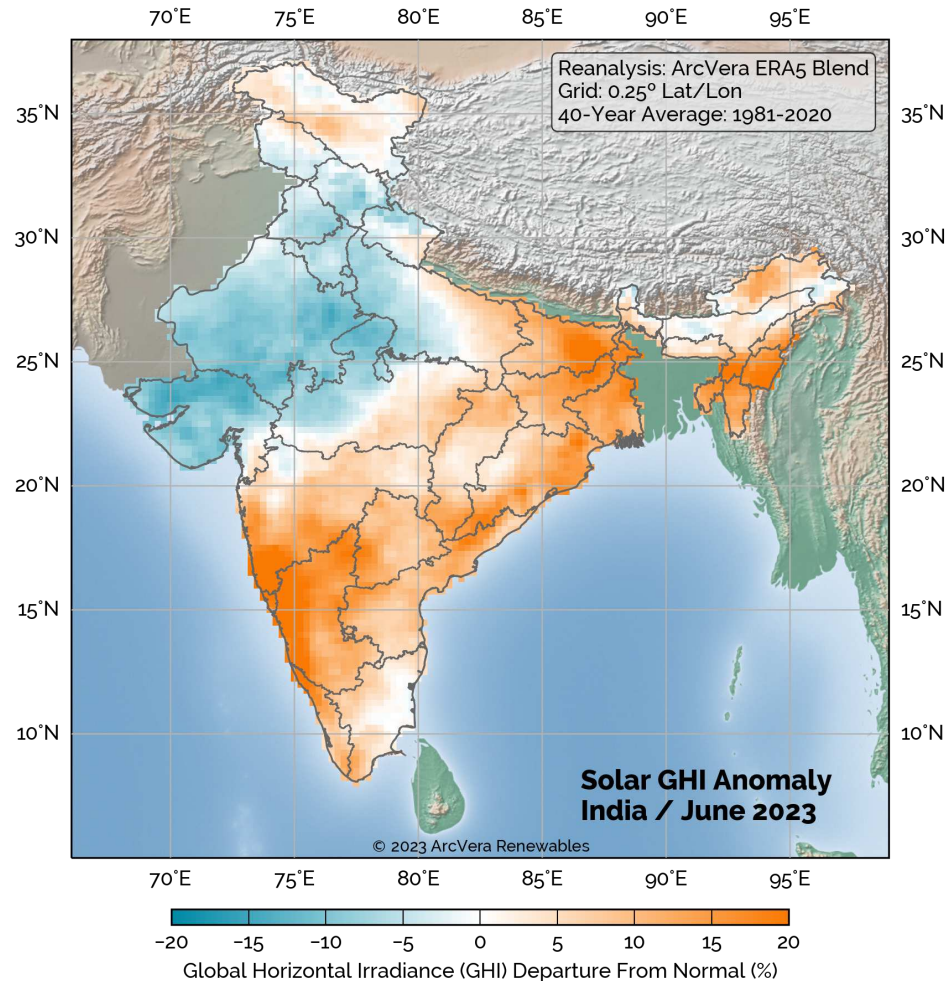 70°E 75°E 80°E 85°E 90°E 95°E
Reanalysis: ArcVera ERA5 Blend
Grid: 0.25º Lat/Lon
40-Year Average: 1981-2020
35°N 35°N
30°N 30°N
25°N 25°N
20°N 20°N
15°N 15°N
10°N 10°N
Solar GHI Anomaly
India / June 2023
© 2023 ArcVera Renewables
70°E 75°E 80°E 85°E 90°E 95°E
−20 −15 −10 −5 0 5 10 15 20
Global Horizontal Irradiance (GHI) Departure From Normal (%)